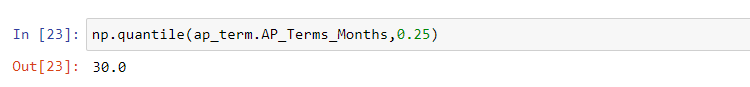 In [23]: np.quantile(ap_term.AP_Terms_Months,0.25)
Out[23]: 30.0